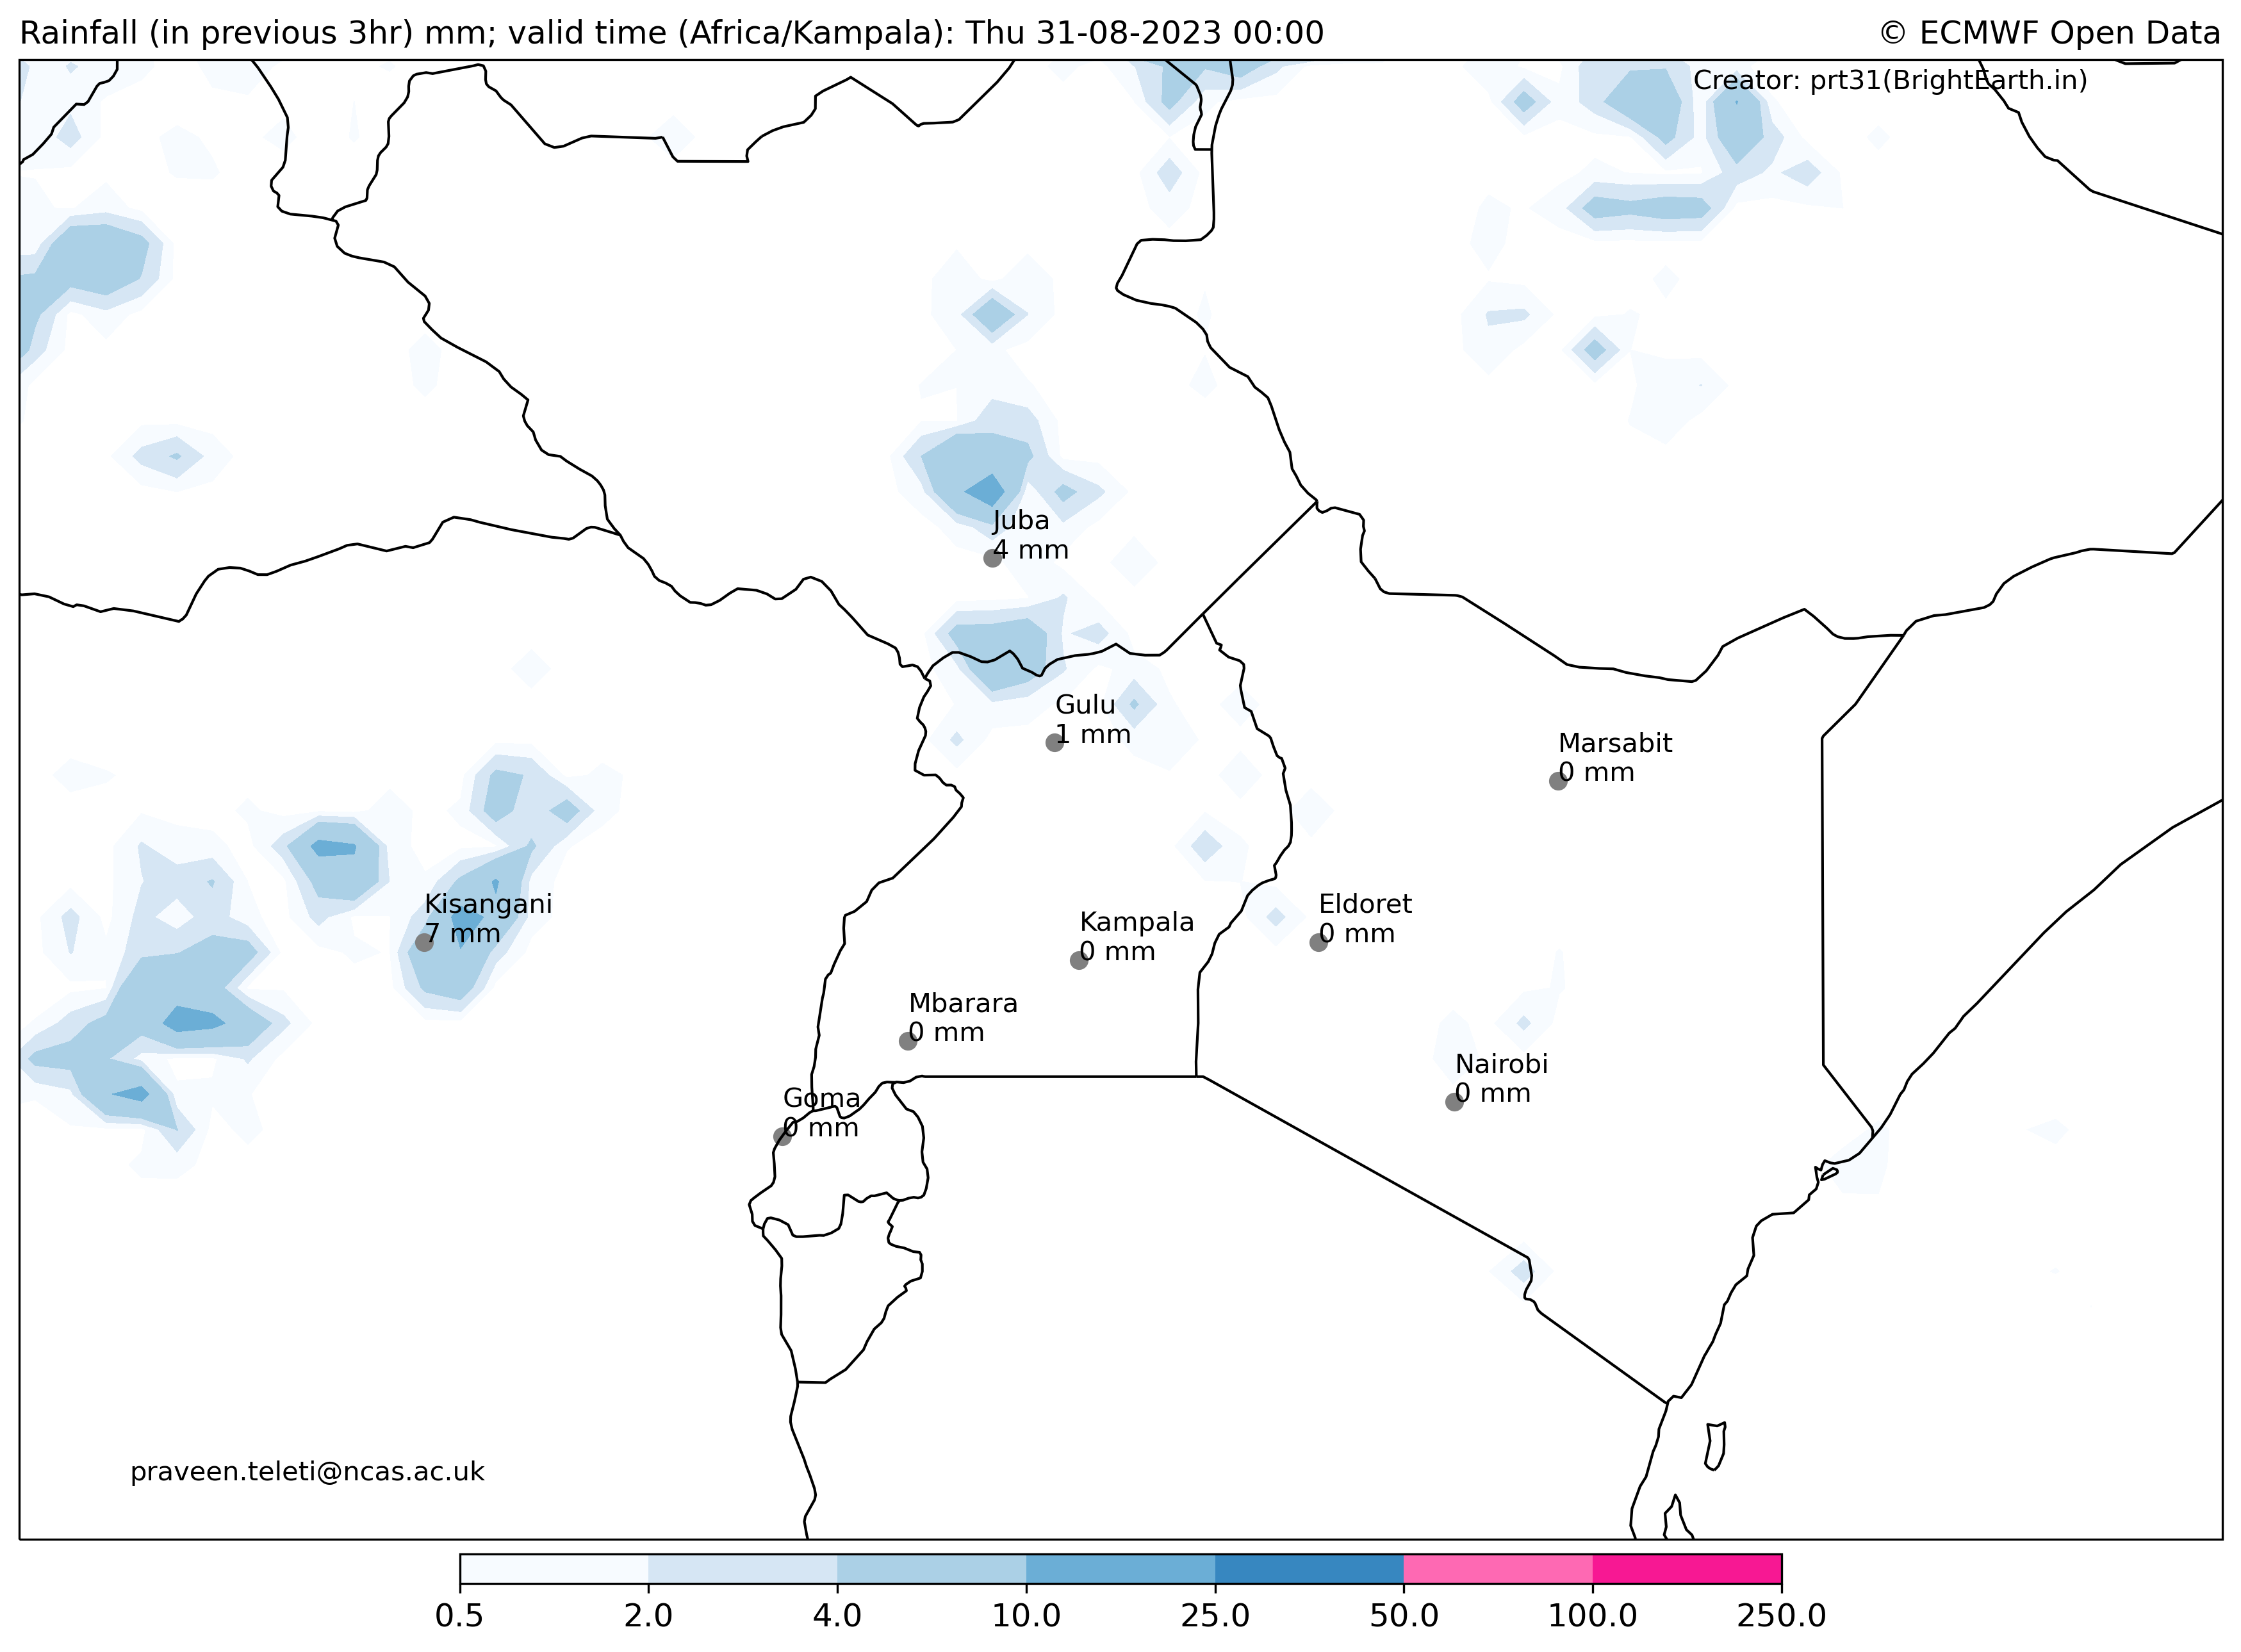 Rainfall (in previous 3hr) mm; valid time (Africa/Kampala): Thu 31-08-2023 00:00
© ECMWF Open Data
Creator: prt31(BrightEarth.in)
Juba
4 mm
Gulu
1 mm
Marsabit
0 mm
Kisangani
7 mm
Kampala
0 mm
Eldoret
0 mm
Mbarara
0 mm
Nairobi
0 mm
Goma
0 mm
praveen.teleti@ncas.ac.uk
0.5 2.0 4.0 10.0 25.0 50.0 100.0 250.0